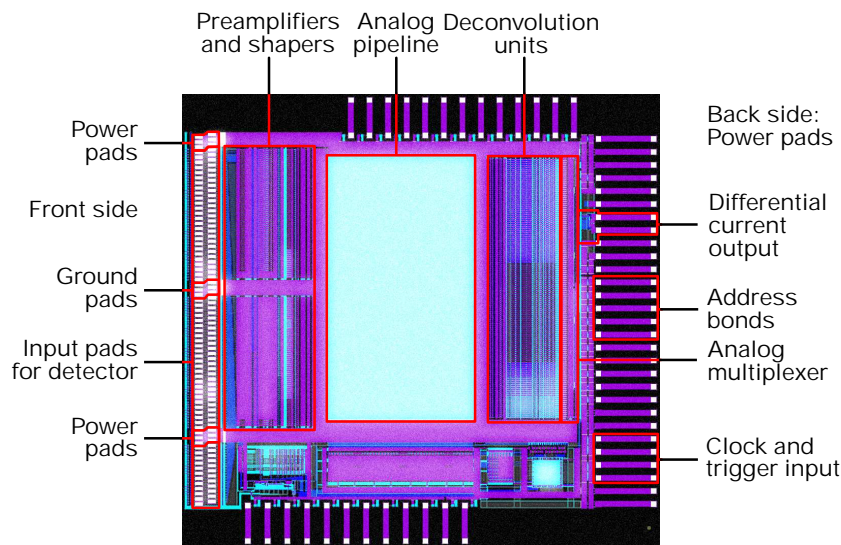 Preamplifiers
and shapers
Analog
pipeline
Deconvolution
units
Power
pads
Front side
Ground
pads
Input pads
for detector
Power
pads
Back side:
Power pads
Differential
current
output
Address
bonds
Analog
multiplexer
Clock and
trigger input